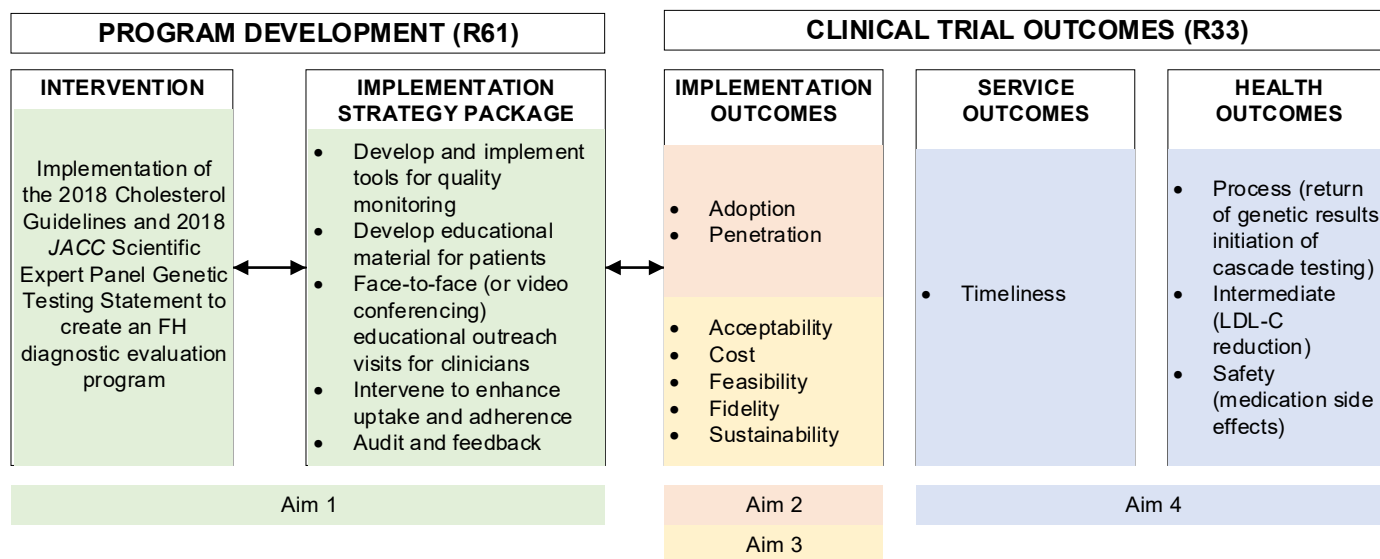 PROGRAM DEVELOPMENT (R61)
CLINICAL TRIAL OUTCOMES (R33)
INTERVENTION
Implementation of
the 2018 Cholesterol
Guidelines and 2018
JACC Scientific
Expert Panel Genetic
Testing Statement to
create an FH
diagnostic evaluation
program
IMPLEMENTATION
STRATEGY PACKAGE
• Develop and implement
tools for quality
monitoring
• Develop educational
material for patients
• Face-to-face (or video
conferencing)
educational outreach
visits for clinicians
• Intervene to enhance
uptake and adherence
• Audit and feedback
IMPLEMENTATION
OUTCOMES
• Adoption
• Penetration
• Acceptability
• Cost
• Feasibility
• Fidelity
• Sustainability
SERVICE
OUTCOMES
• Timeliness
HEALTH
OUTCOMES
• Process (return
of genetic results
initiation of
cascade testing)
• Intermediate
(LDL-C
reduction)
• Safety
(medication side
effects)
Aim 1
Aim 2
Aim 3
Aim 4